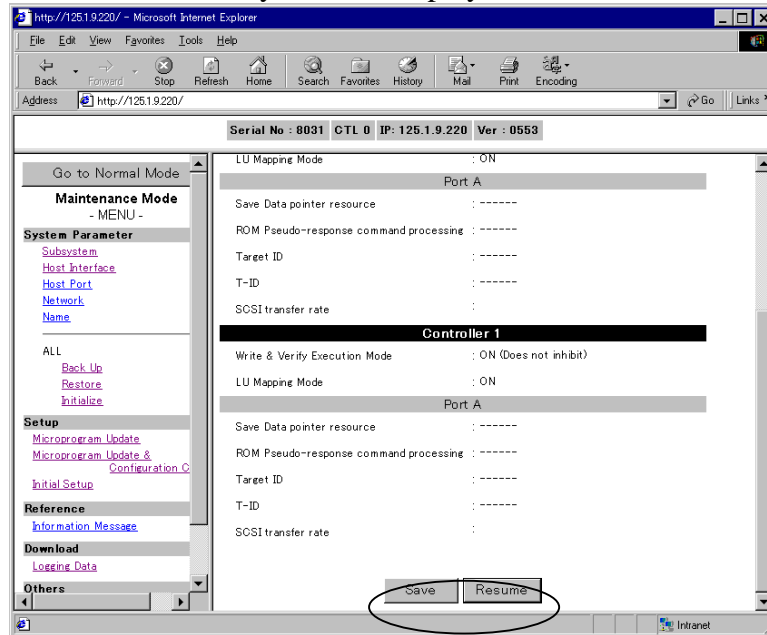 http://125.1.9.220/ - Microsoft Internet Explorer
File Edit View Favorites Tools Help
Back Forward Stop Refresh Home Search Favorites History Mail Print Encoding
Address http://125.1.9.220/ Go Links
Serial No : 8031 CTL 0 IP: 125.1.9.220 Ver : 0553
Go to Normal Mode
Maintenance Mode
- MENU -
System Parameter
Subsystem
Host Interface
Host Port
Network
Name
ALL
Back Up
Restore
Initialize
Setup
Microprogram Update
Microprogram Update &
Configuration C
Initial Setup
Reference
Information Message
Download
Logging Data
Others
LU Mapping Mode : ON
Port A
Save Data pointer resource : ------
ROM Pseudo-response command processing : ------
Target ID : ------
T-ID : ------
SCSI transfer rate :
Controller 1
Write & Verify Execution Mode : ON (Does not inhibit)
LU Mapping Mode : ON
Port A
Save Data pointer resource : ------
ROM Pseudo-response command processing : ------
Target ID : ------
T-ID : ------
SCSI transfer rate :
Save Resume
Intranet